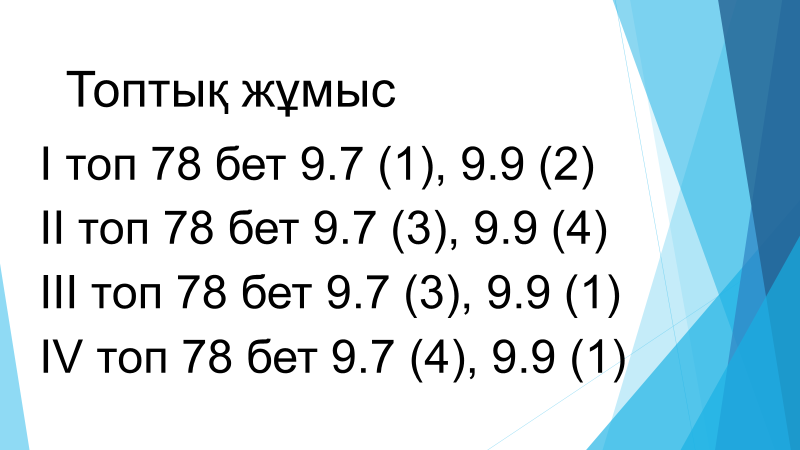 Топтық жұмыс
I топ 78 бет 9.7 (1), 9.9 (2)
II топ 78 бет 9.7 (3), 9.9 (4)
III топ 78 бет 9.7 (3), 9.9 (1)
IV топ 78 бет 9.7 (4), 9.9 (1)